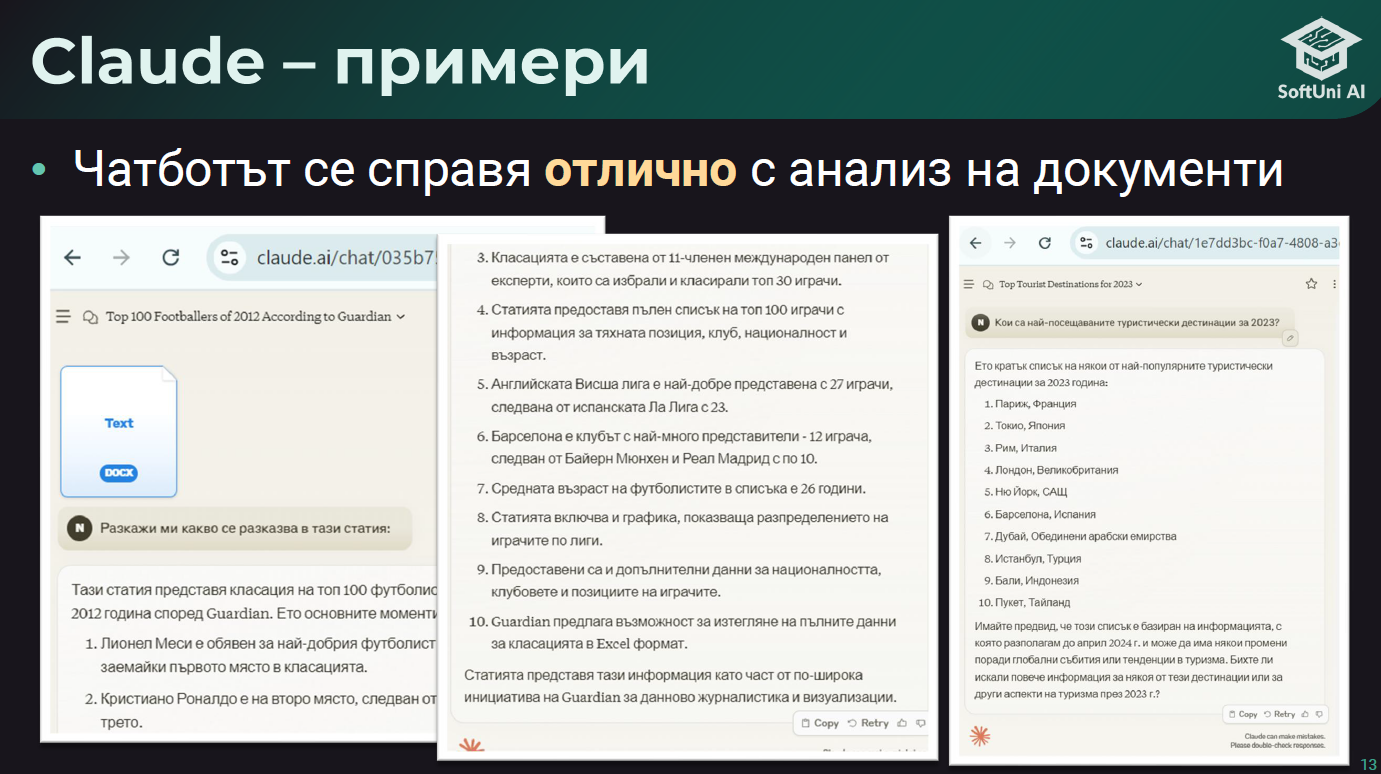 Claude – примери
SoftUni AI
• Чатботът се справя отлично с анализ на документи
claude.ai/chat/035b7
Top 100 Footballers of 2012 According to Guardian
Text
DOCX
N Разкажи ми какво се разказва в тази статия:
Тази статия представя класация на топ 100
2012 година според Guardian. Ето основните
1. Лионел Меси е обявен за най-добрия футболист
заемайки първото място в класацията.
2. Кристиано Роналдо е на второ място, следван от
трето.
3. Класацията е съставена от 11-членен международен панел от
експерти, които са избрали и класирали топ 30 играчи.
4. Статията предоставя пълен списък на топ 100 играчи с
информация за тяхната позиция, клуб, националност и
възраст.
5. Английската Висша лига е най-добре представена с 27 играчи,
следвана от испанската Ла Лига с 23.
6. Барселона е клубът с най-много представители - 12 играча,
следван от Байерн Мюнхен и Реал Мадрид с по 10.
7. Средната възраст на футболистите в списъка е 26 години.
8. Статията включва и графика, показваща разпределението на
играчите по лиги.
9. Предоставени са и допълнителни данни за националността,
клубовете и позициите на играчите.
10. Guardian предлага възможност за изтегляне на пълните данни
за класацията в Excel формат.
Статията представя тази информация като част от по-широка
инициатива на Guardian за данново журналистика и визуализации.
Copy Retry
claude.ai/chat/1e7dd3bc-f0a7-4808-a3
Top Tourist Destinations for 2023
N Кои са най-посещаваните туристически дестинации за 2023?
Ето кратък списък на някои от най-популярните туристически
дестинации за 2023 година:
1. Париж, Франция
2. Токио, Япония
3. Рим, Италия
4. Лондон, Великобритания
5. Ню Йорк, САЩ
6. Барселона, Испания
7. Дубай, Обединени арабски емирства
8. Истанбул, Турция
9. Бали, Индонезия
10. Пукет, Тайланд
Имайте предвид, че този списък е базиран на информацията, с
която разполагам до април 2024 г. и може да има някои промени
поради глобални събития или тенденции в туризма. Бихте ли
искали повече информация за някоя от тези дестинации или за
други аспекти на туризма през 2023 г.?
Copy Retry
Claude can make mistakes.
Please double-check responses.
13